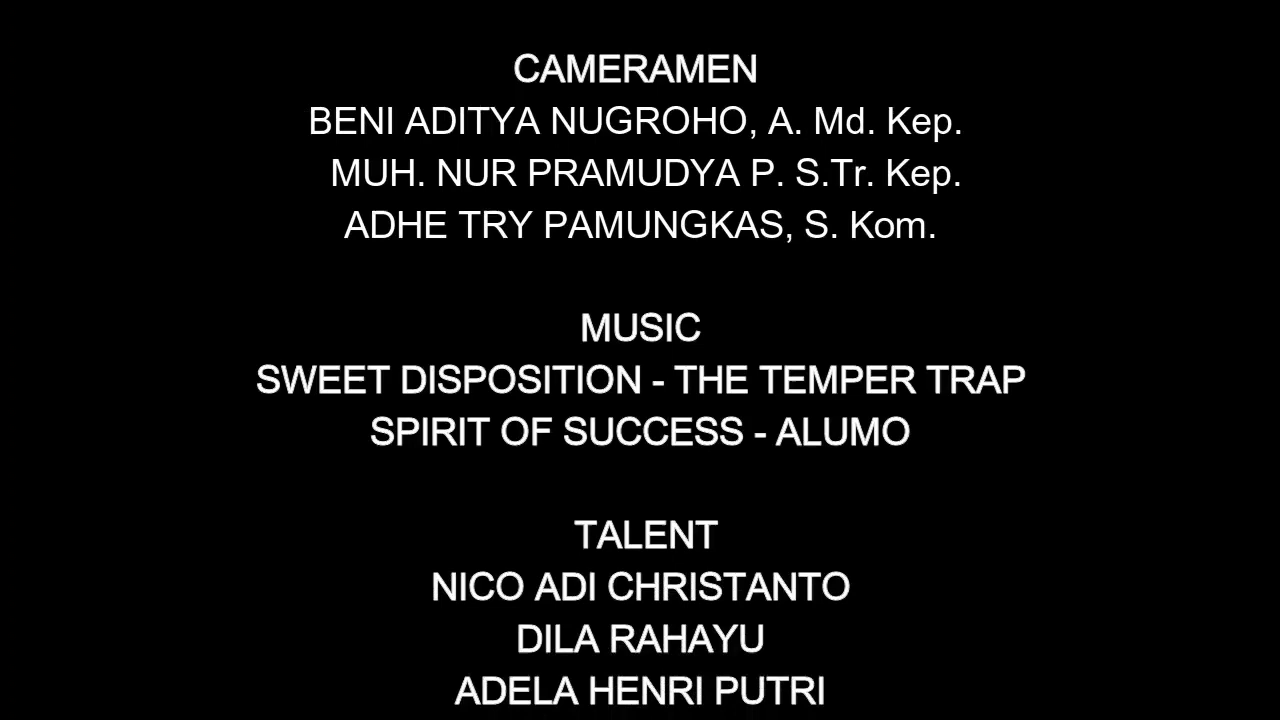 CAMERAMEN
BENI ADITYA NUGROHO, A. Md. Kep.
MUH. NUR PRAMUDYA P. S.Tr. Kep.
ADHE TRY PAMUNGKAS, S. Kom.
MUSIC
SWEET DISPOSITION - THE TEMPER TRAP
SPIRIT OF SUCCESS - ALUMO
TALENT
NICO ADI CHRISTANTO
DILA RAHAYU
ADELA HENRI PUTRI